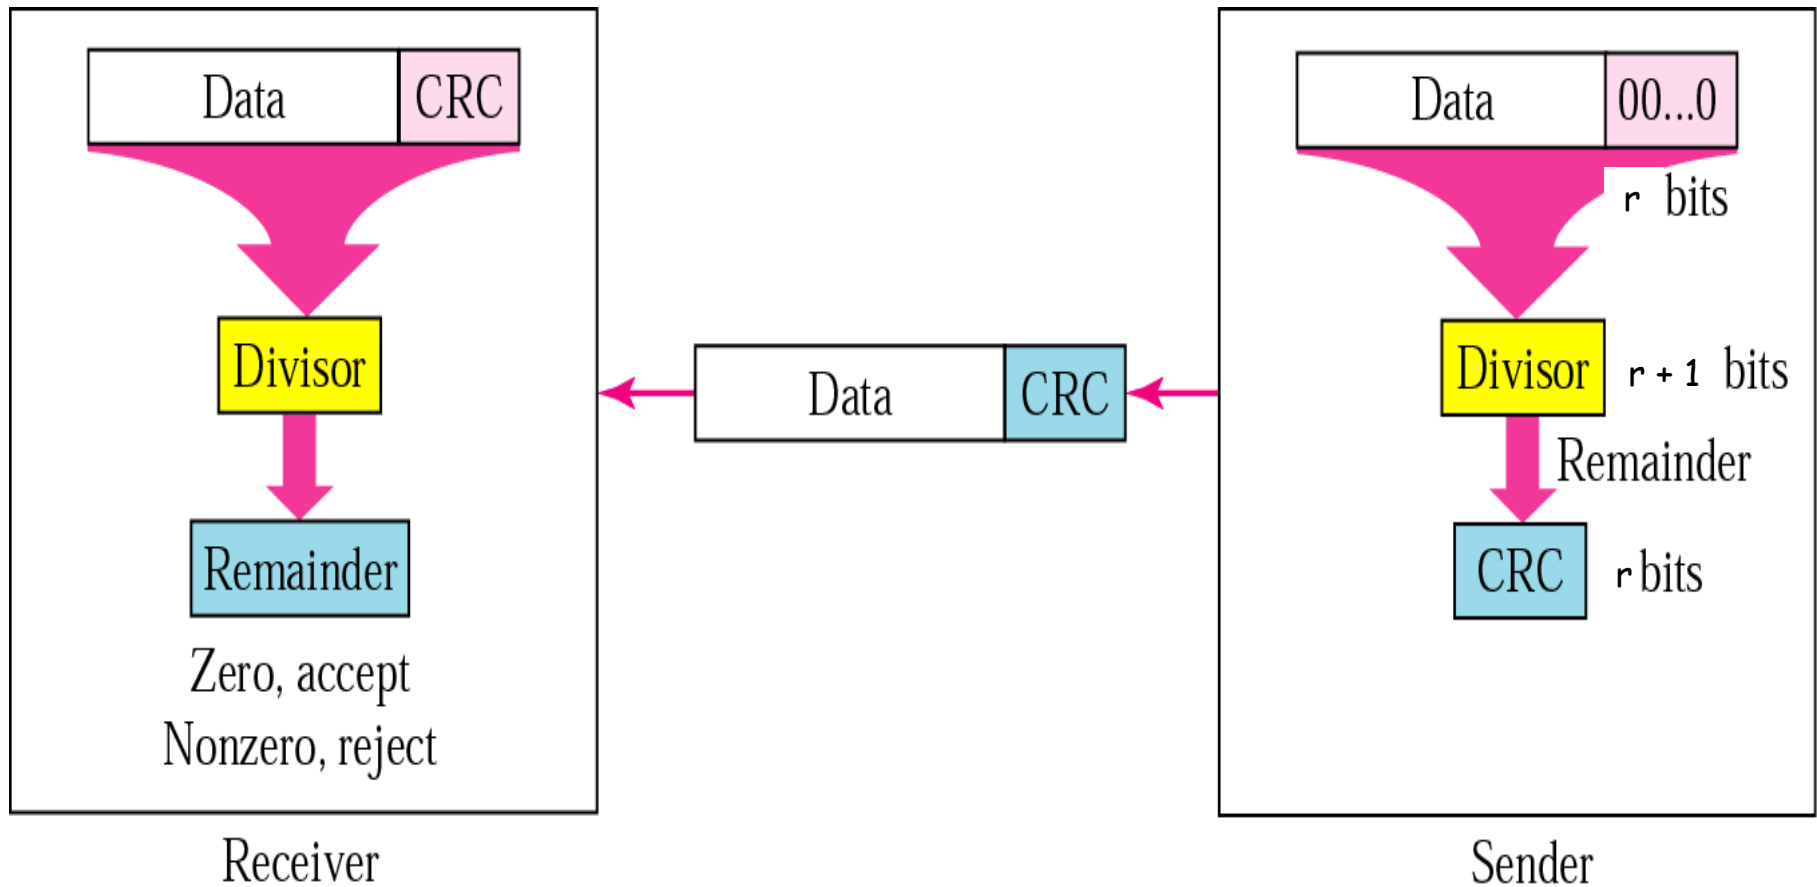 Data CRC
Divisor
Remainder
Zero, accept
Nonzero, reject
Receiver
Data CRC
Data 00...0
r bits
Divisor r + 1 bits
Remainder
CRC r bits
Sender